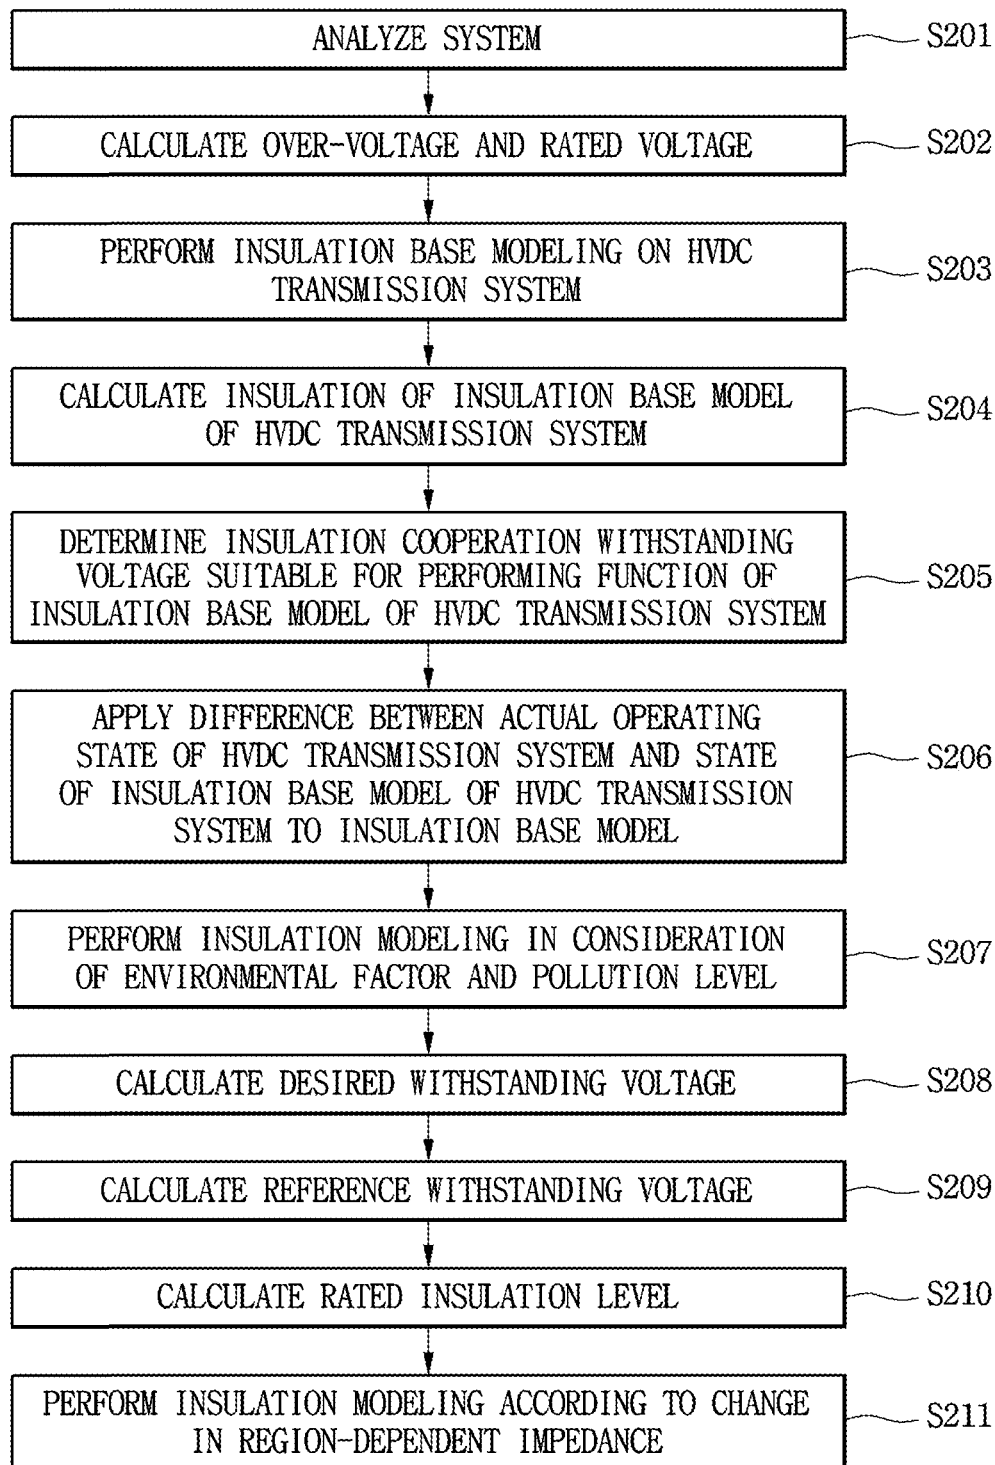 ANALYZE SYSTEM
S201
CALCULATE OVER-VOLTAGE AND RATED VOLTAGE
S202
PERFORM INSULATION BASE MODELING ON HVDC
TRANSMISSION SYSTEM
S203
CALCULATE INSULATION OF INSULATION BASE MODEL
OF HVDC TRANSMISSION SYSTEM
S204
DETERMINE INSULATION COOPERATION WITHSTANDING
VOLTAGE SUITABLE FOR PERFORMING FUNCTION OF
INSULATION BASE MODEL OF HVDC TRANSMISSION SYSTEM
S205
APPLY DIFFERENCE BETWEEN ACTUAL OPERATING
STATE OF HVDC TRANSMISSION SYSTEM AND STATE
OF INSULATION BASE MODEL OF HVDC TRANSMISSION
SYSTEM TO INSULATION BASE MODEL
S206
PERFORM INSULATION MODELING IN CONSIDERATION
OF ENVIRONMENTAL FACTOR AND POLLUTION LEVEL
S207
CALCULATE DESIRED WITHSTANDING VOLTAGE
S208
CALCULATE REFERENCE WITHSTANDING VOLTAGE
S209
CALCULATE RATED INSULATION LEVEL
S210
PERFORM INSULATION MODELING ACCORDING TO CHANGE
IN REGION-DEPENDENT IMPEDANCE
S211